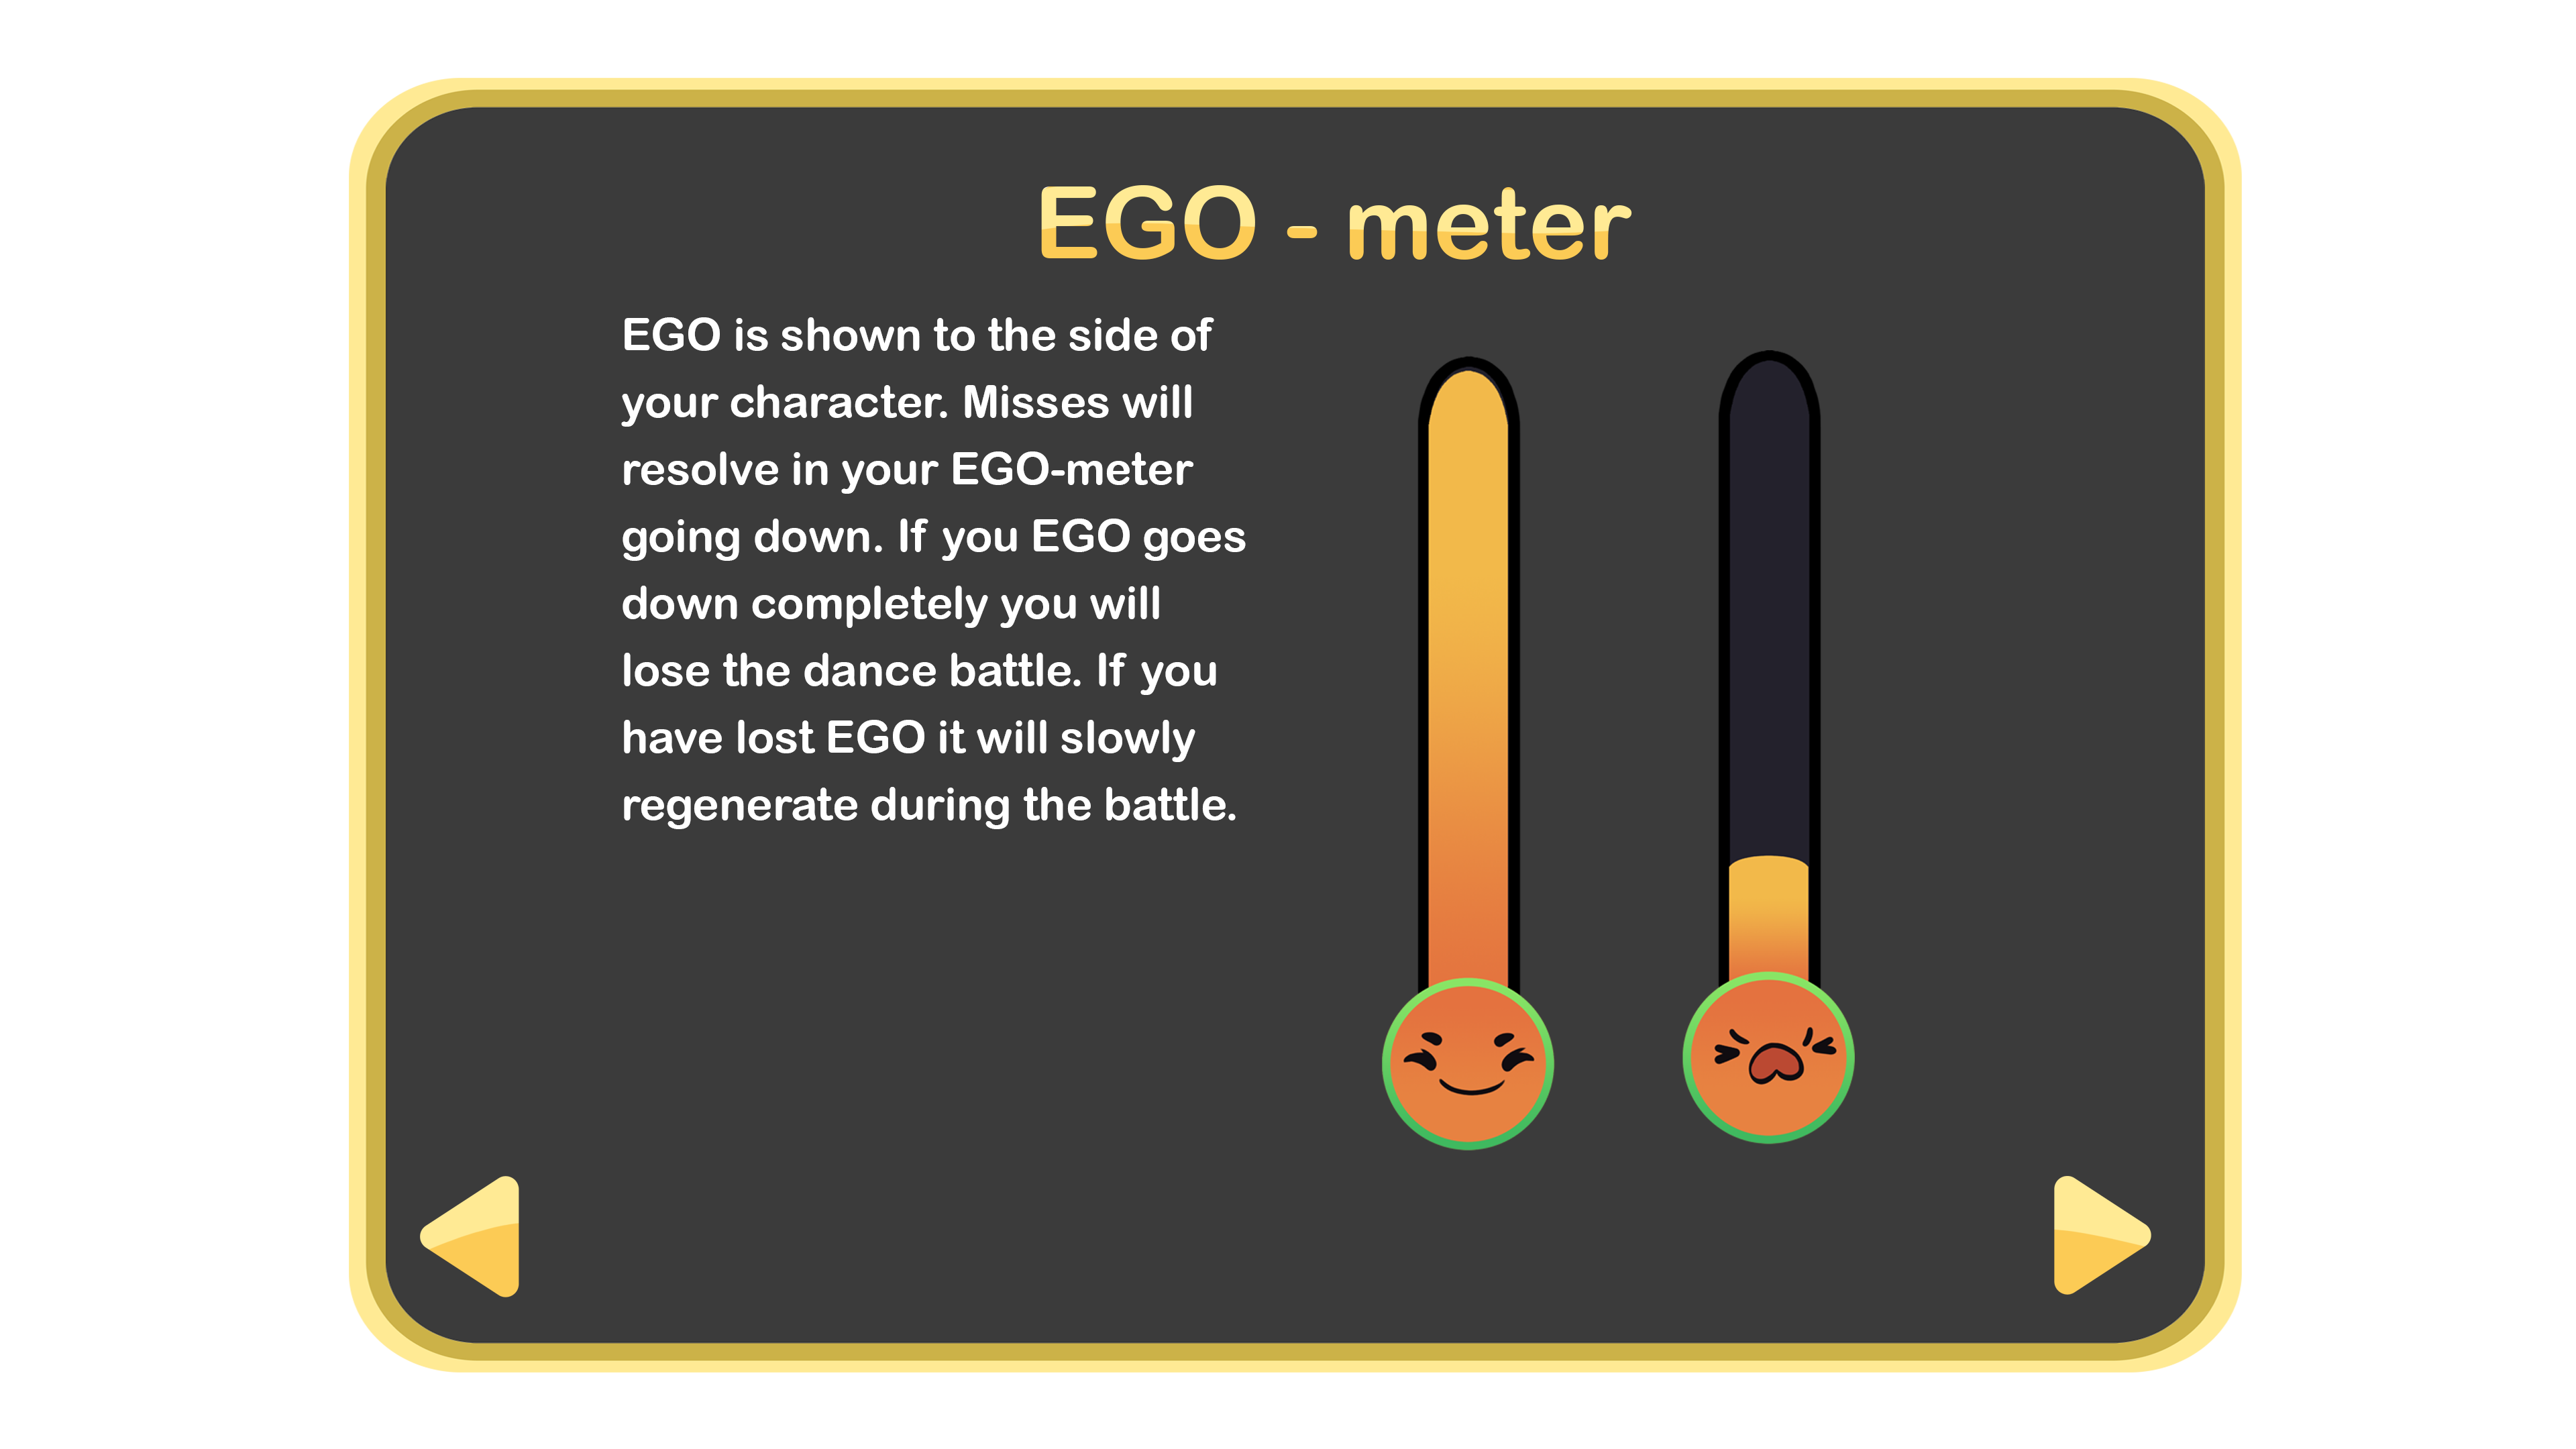 EGO - meter
EGO is shown to the side of
your character. Misses will
resolve in your EGO-meter
going down. If you EGO goes
down completely you will
lose the dance battle. If you
have lost EGO it will slowly
regenerate during the battle.